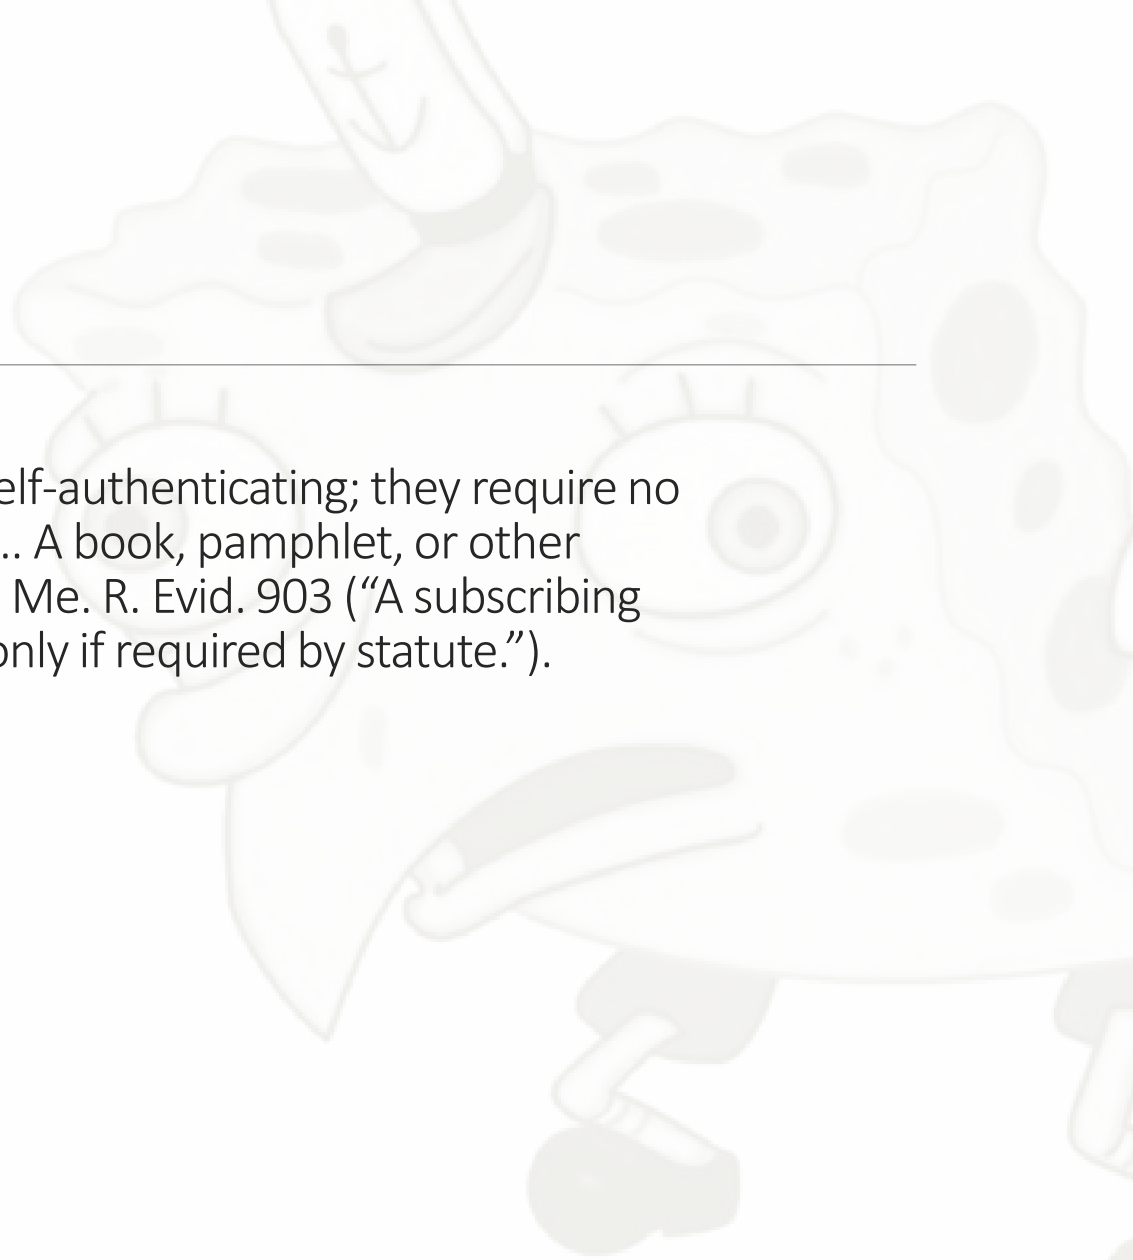 elf-authenticating; they require no
.. A book, pamphlet, or other
Me. R. Evid. 903 (“A subscribing
only if required by statute.”).